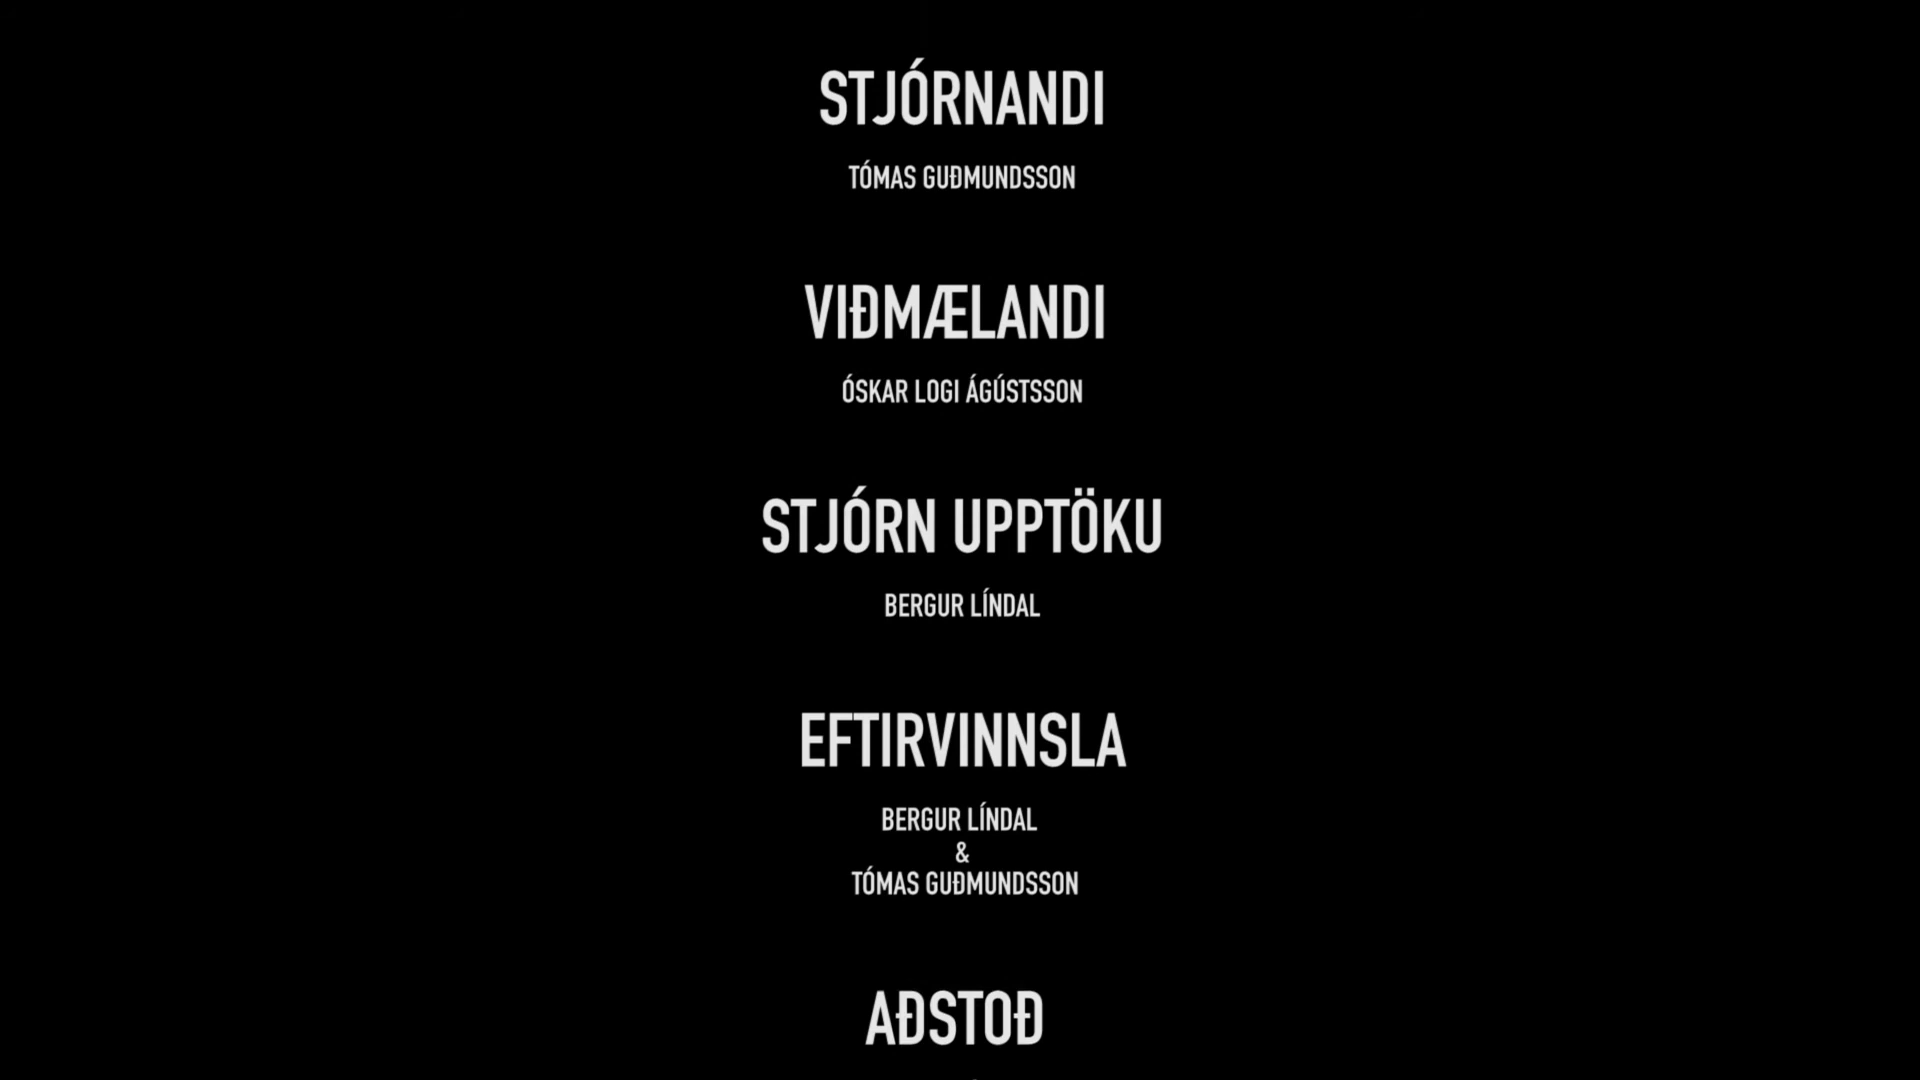 STJÓRNANDI
TÓMAS GUÐMUNDSSON
VIÐMÆLANDI
ÓSKAR LOGI ÁGÚSTSSON
STJÓRN UPPTÖKU
BERGUR LÍNDAL
EFTIRVINNSLA
BERGUR LÍNDAL
&
TÓMAS GUÐMUNDSSON
AÐSTOÐ